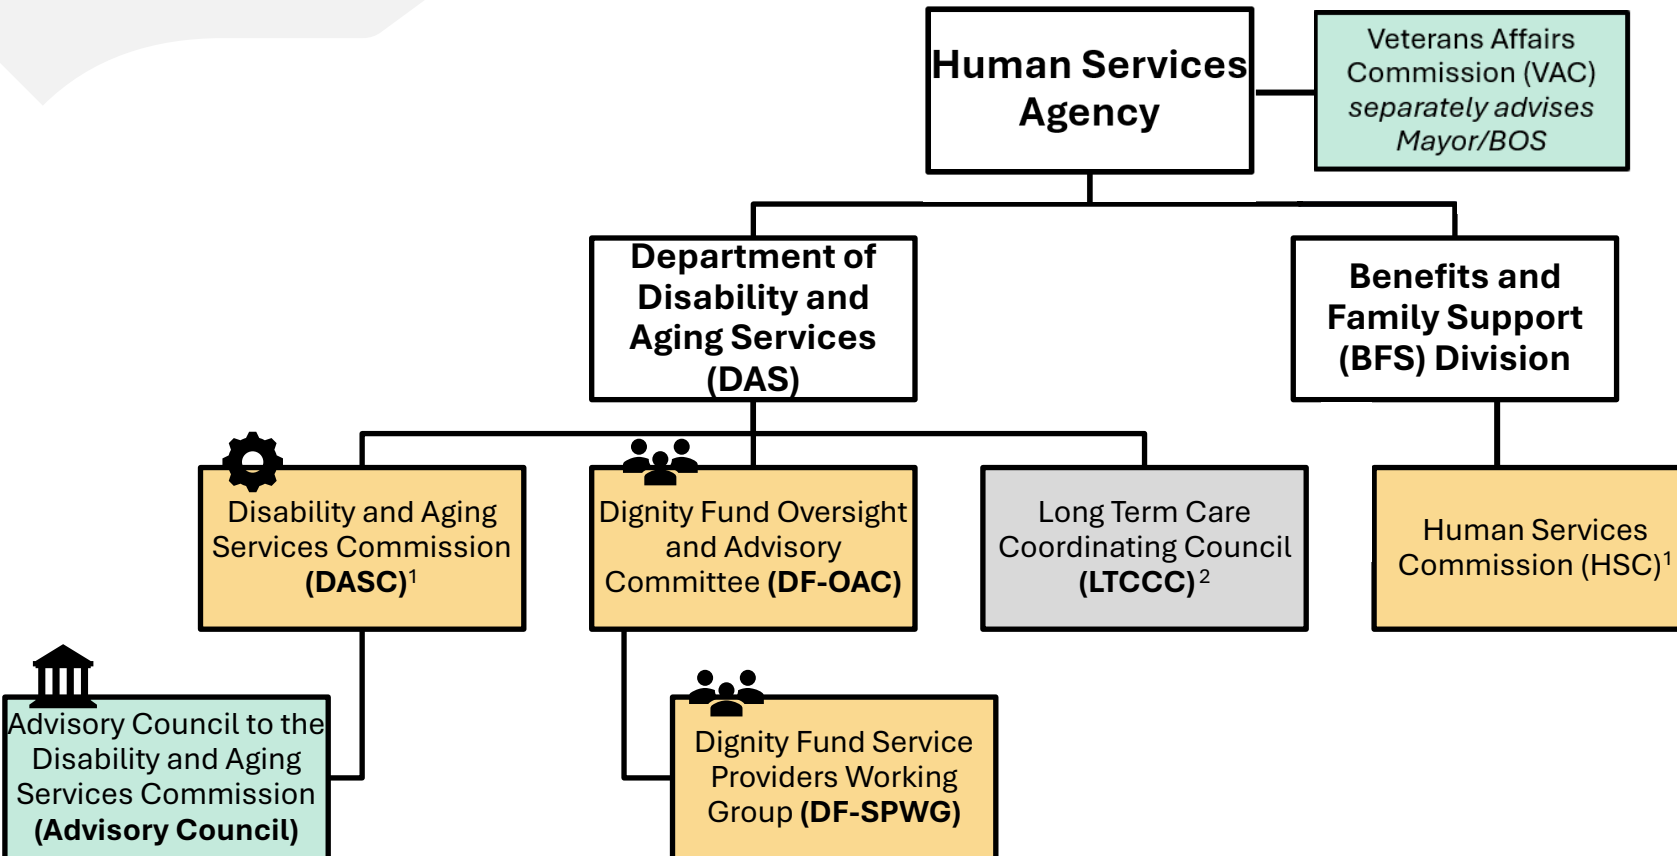 Human Services
Agency
Veterans Affairs
Commission (VAC)
separately advises
Mayor/BOS
Department of
Disability and
Aging Services
(DAS)
Benefits and
Family Support
(BFS) Division
Disability and Aging
Services Commission
(DASC)¹
Dignity Fund Oversight
and Advisory
Committee (DF-OAC)
Long Term Care
Coordinating Council
(LTCCC)²
Human Services
Commission (HSC)¹
Advisory Council to the
Disability and Aging
Services Commission
(Advisory Council)
Dignity Fund Service
Providers Working
Group (DF-SPWG)